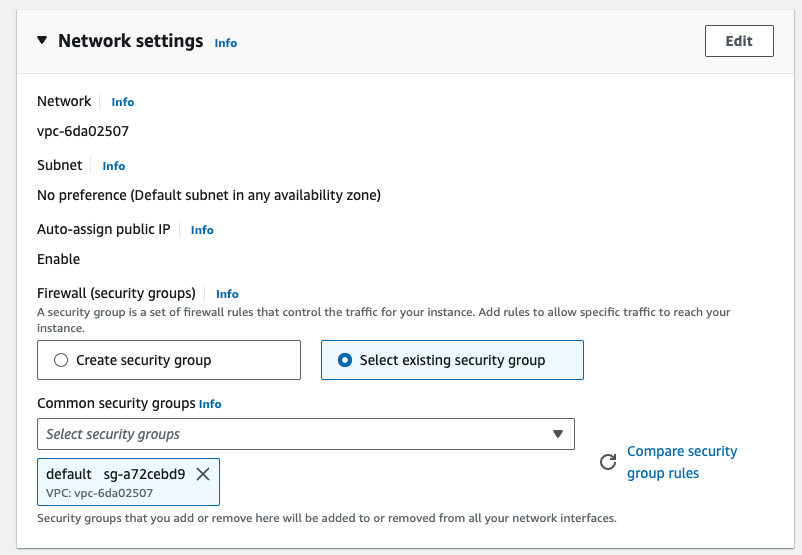 Network settings Info
Edit
Network Info
vpc-6da02507
Subnet Info
No preference (Default subnet in any availability zone)
Auto-assign public IP Info
Enable
Firewall (security groups) Info
A security group is a set of firewall rules that control the traffic for your instance. Add rules to allow specific traffic to reach your
instance.
Create security group
Select existing security group
Common security groups Info
Select security groups
Compare security
group rules
default sg-a72cebd9
VPC: vpc-6da02507
Security groups that you add or remove here will be added to or removed from all your network interfaces.